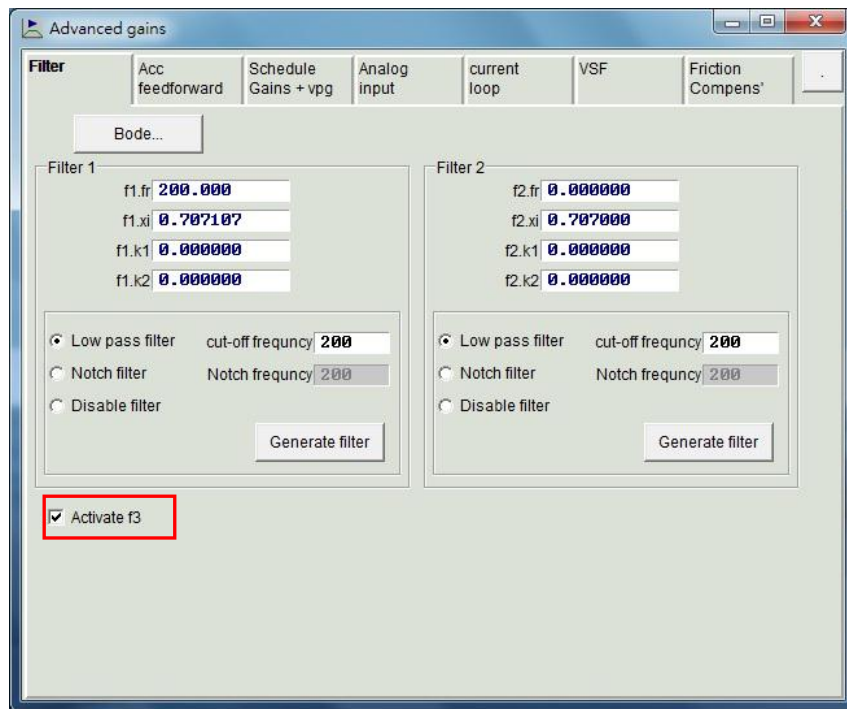 Advanced gains
Filter
Acc feedforward
Schedule Gains + vpg
Analog input
current loop
VSF
Friction Compens'
.
Bode...
Filter 1
f1.fr 200.000
f1.xi 0.707107
f1.k1 0.000000
f1.k2 0.000000
Low pass filter cut-off frequncy 200
Notch filter Notch frequncy 200
Disable filter
Generate filter
Filter 2
f2.fr 0.000000
f2.xi 0.707000
f2.k1 0.000000
f2.k2 0.000000
Low pass filter cut-off frequncy 200
Notch filter Notch frequncy 200
Disable filter
Generate filter
Activate f3